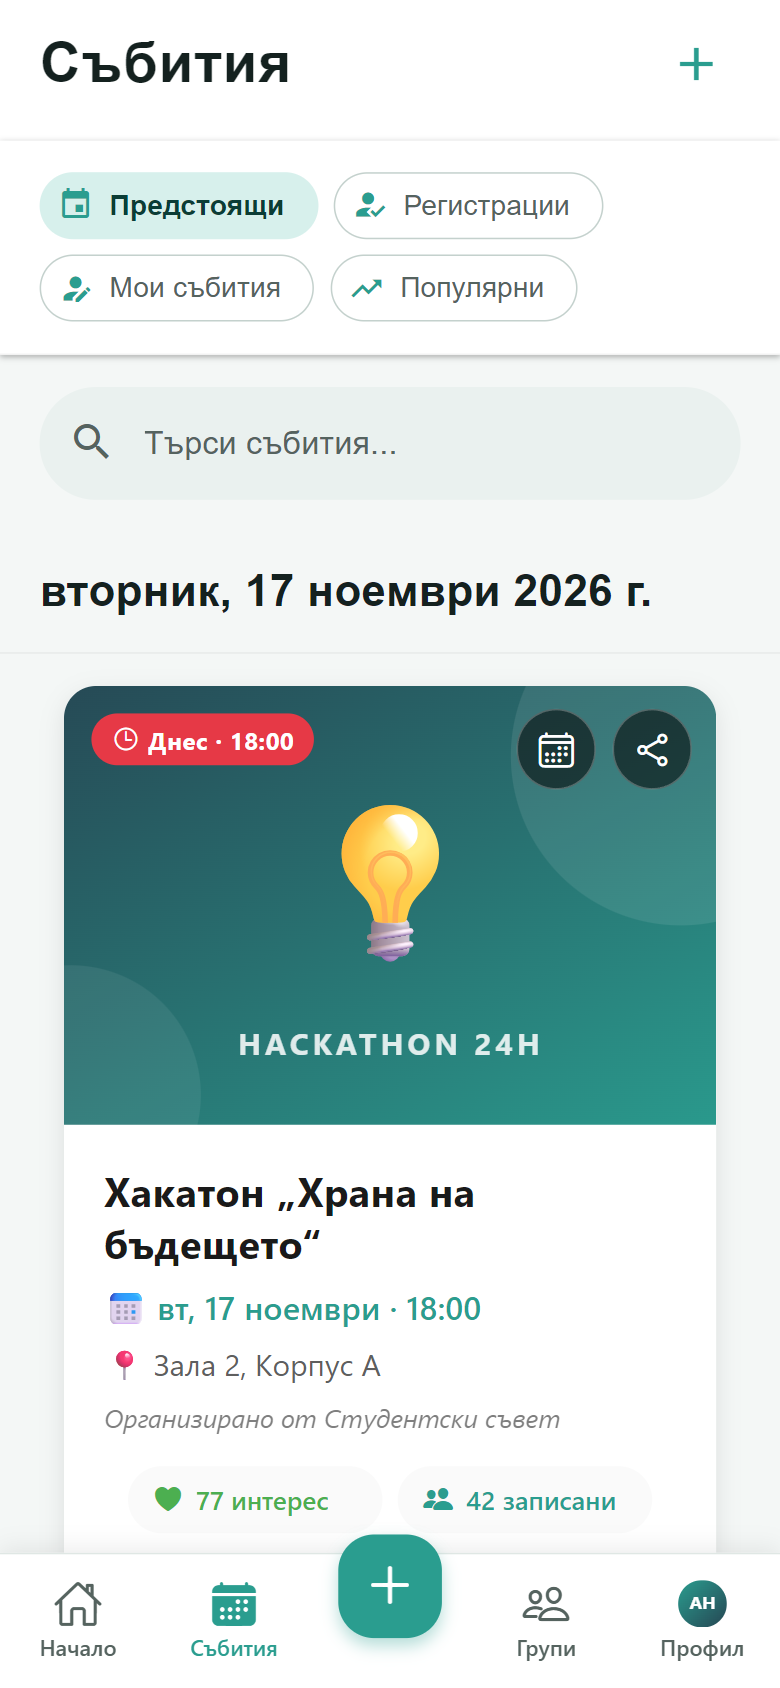 Събития
Предстоящи
Регистрации
Мои събития
Популярни
Търси събития...
вторник, 17 ноември 2026 г.
Днес · 18:00
HACKATHON 24H
Хакатон „Храна на
бъдещето“
вт, 17 ноември · 18:00
Зала 2, Корпус А
Организирано от Студентски съвет
77 интерес
42 записани
Начало
Събития
Групи
АН
Профил